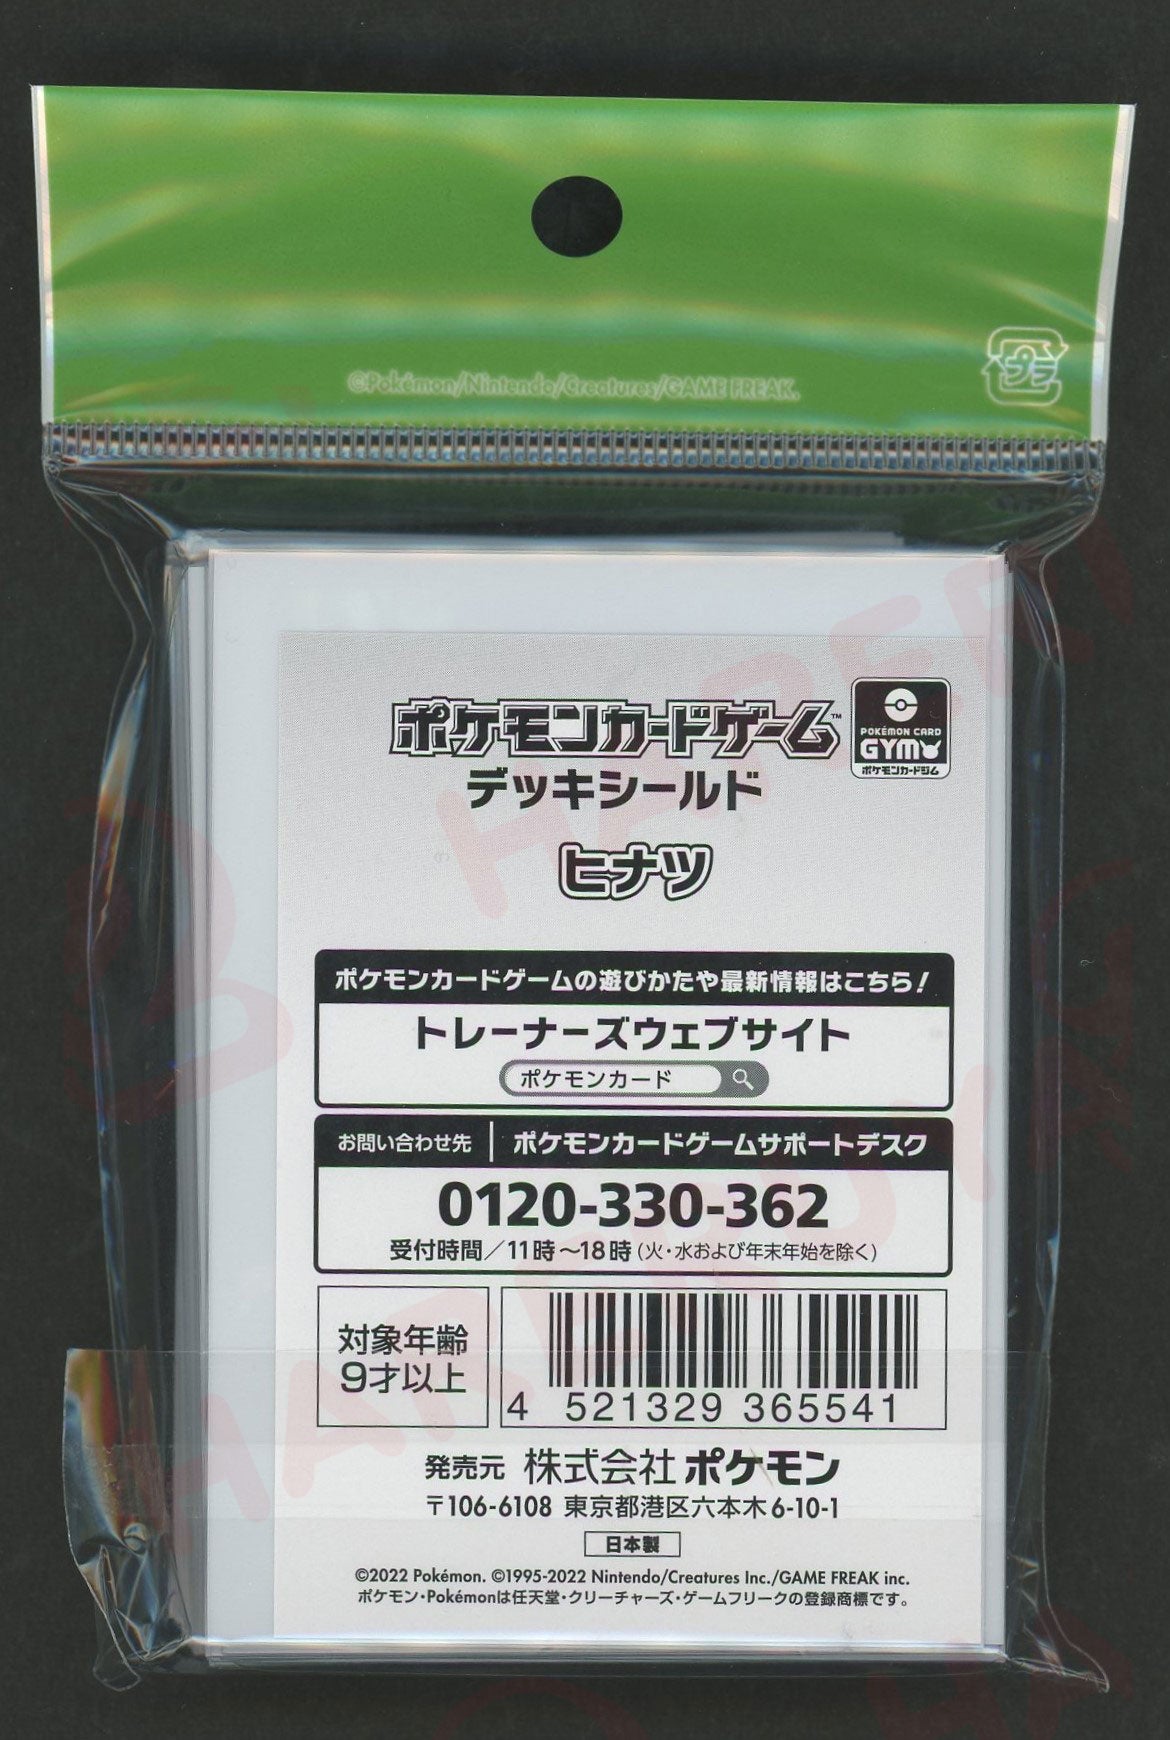 ©Pokémon/Nintendo/Creatures/GAME FREAK.
プラ
ポケモンカードゲーム™
POKÉMON CARD
GYM
ポケモンカードジム
デッキシールド
ヒナツ
ポケモンカードゲームの遊びかたや最新情報はこちら!
トレーナーズウェブサイト
ポケモンカード
お問い合わせ先 ポケモンカードゲームサポートデスク
0120-330-362
受付時間/11時~18時(火・水および年末年始を除く)
対象年齢
9才以上
4 521329 365541
発売元 株式会社ポケモン
〒106-6108 東京都港区六本木6-10-1
日本製
©2022 Pokémon. ©1995-2022 Nintendo/Creatures Inc./GAME FREAK inc.
ポケモン・Pokémonは任天堂・クリーチャーズ・ゲームフリークの登録商標です。